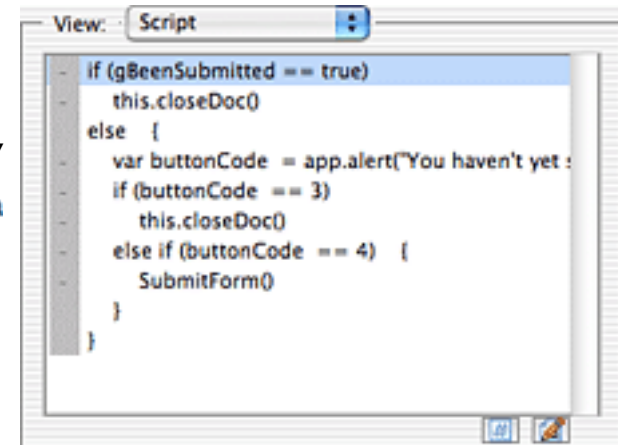 View: Script
if (gBeenSubmitted == true)
this.closeDoc()
else {
var buttonCode = app.alert("You haven't yet
if (buttonCode == 3)
this.closeDoc()
else if (buttonCode == 4) {
SubmitForm()
}
}